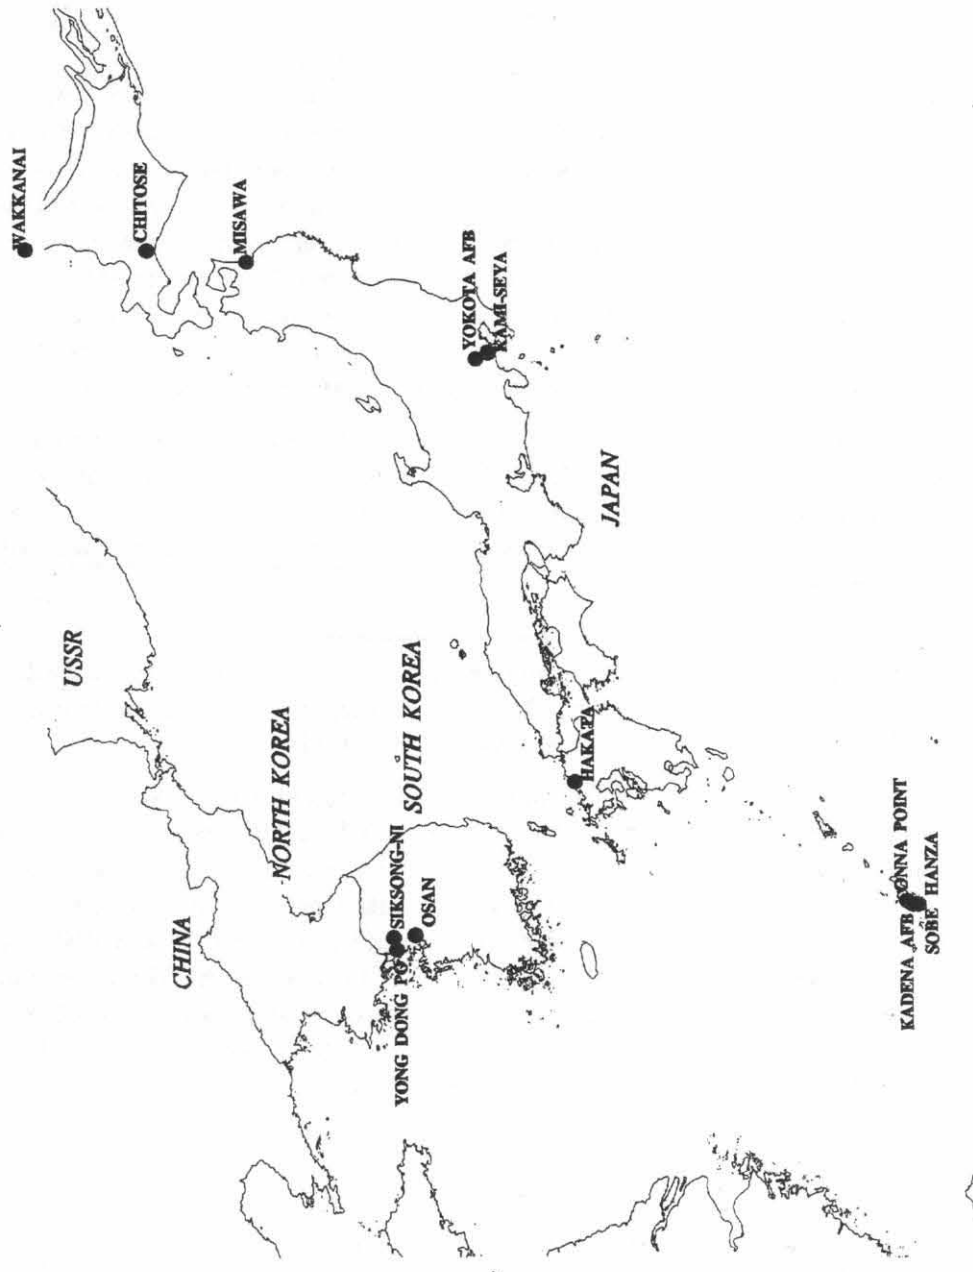 WAKKANAI
USSR
CHITOSE
CHINA
MISAWA
NORTH KOREA
SIKSONG-NI
YONG DONG PO
SOUTH KOREA
OSAN
YOKOTA AFB
KAMI-SEYA
HAKATA
JAPAN
KADENA AFB ONNA POINT
SOBE HANZA